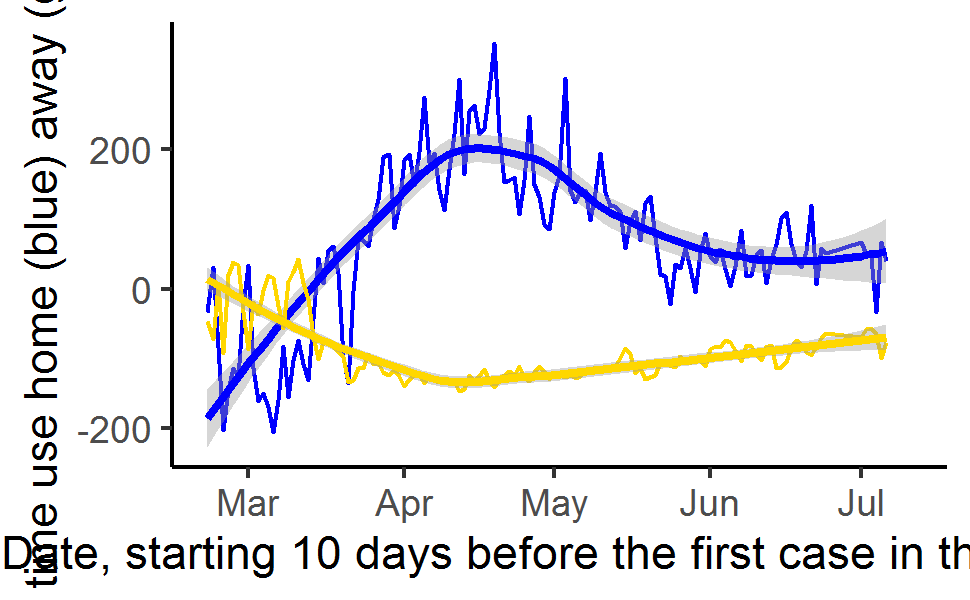 time use home (blue) away (
200
0
-200
Mar Apr May Jun Jul
Date, starting 10 days before the first case in th